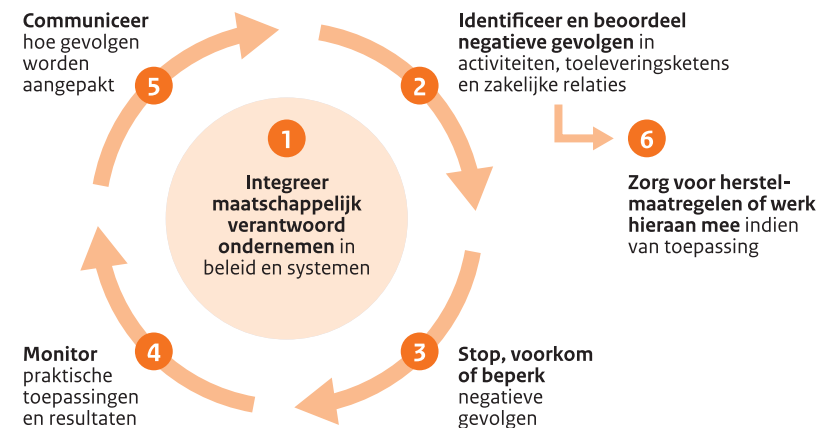 1
Integreer
maatschappelijk
verantwoord
ondernemen in
beleid en systemen
2
Identificeer en beoordeel
negatieve gevolgen in
activiteiten, toeleveringsketens
en zakelijke relaties
3
Stop, voorkom
of beperk
negatieve
gevolgen
4
Monitor
praktische
toepassingen
en resultaten
5
Communiceer
hoe gevolgen
worden
aangepakt
6
Zorg voor herstel-
maatregelen of werk
hieraan mee indien
van toepassing